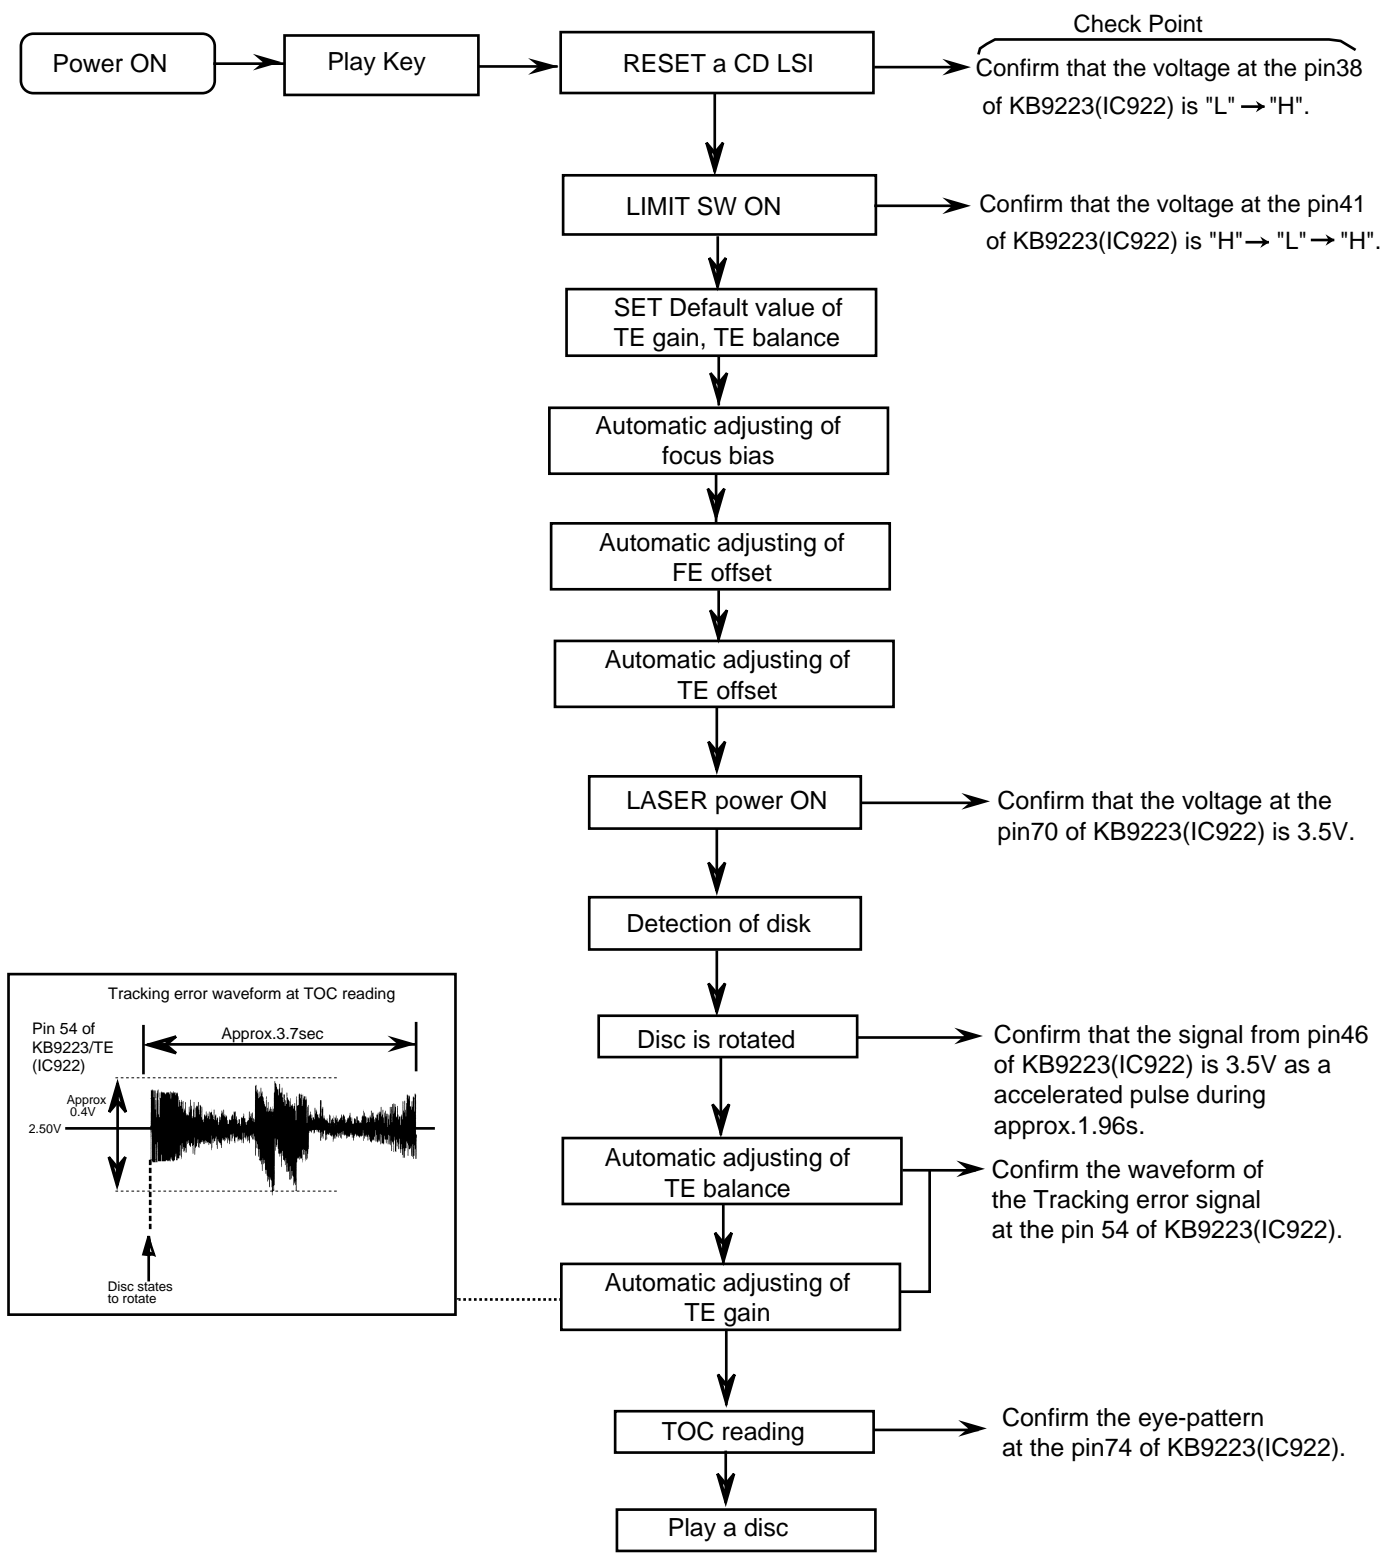 Check Point
Power ON
Play Key
RESET a CD LSI
Confirm that the voltage at the pin38
of KB9223(IC922) is "L" → "H".
LIMIT SW ON
Confirm that the voltage at the pin41
of KB9223(IC922) is "H" → "L" → "H".
SET Default value of
TE gain, TE balance
Automatic adjusting of
focus bias
Automatic adjusting of
FE offset
Automatic adjusting of
TE offset
LASER power ON
Confirm that the voltage at the
pin70 of KB9223(IC922) is 3.5V.
Detection of disk
Disc is rotated
Confirm that the signal from pin46
of KB9223(IC922) is 3.5V as a
accelerated pulse during
approx.1.96s.
Automatic adjusting of
TE balance
Confirm the waveform of
the Tracking error signal
at the pin 54 of KB9223(IC922).
Automatic adjusting of
TE gain
Tracking error waveform at TOC reading
Pin 54 of
KB9223/TE
(IC922)
Approx.3.7sec
Approx
0.4V
2.50V
Disc states
to rotate
TOC reading
Confirm the eye-pattern
at the pin74 of KB9223(IC922).
Play a disc